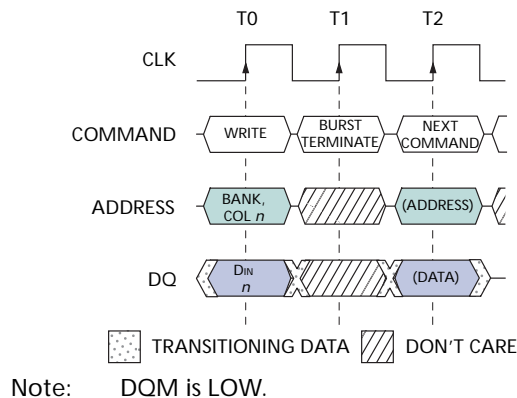 T0 T1 T2
CLK
COMMAND WRITE BURST TERMINATE NEXT COMMAND
ADDRESS BANK, COL n (ADDRESS)
DQ DIN n (DATA)
TRANSITIONING DATA DON'T CARE
Note: DQM is LOW.